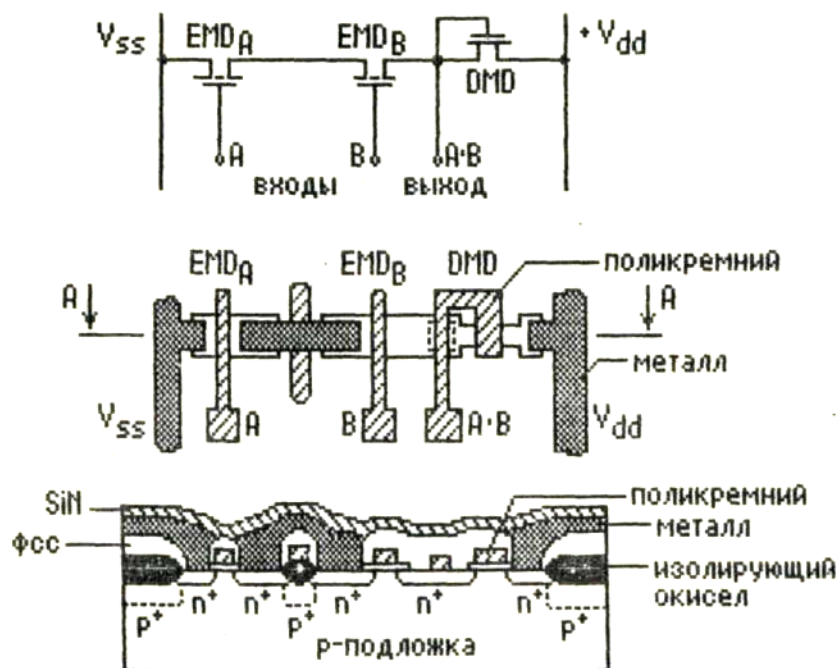 Vss EMDA EMDB + Vdd
DMD
A B A·B
входы выход
EMDA EMDB DMD поликремний
A A
металл
Vss A B A·B Vdd
SiN поликремний
металл
ФСС
изолирующий
окисел
n+ n+ n+ n+ n+
p+ p+ p+
р-подложка